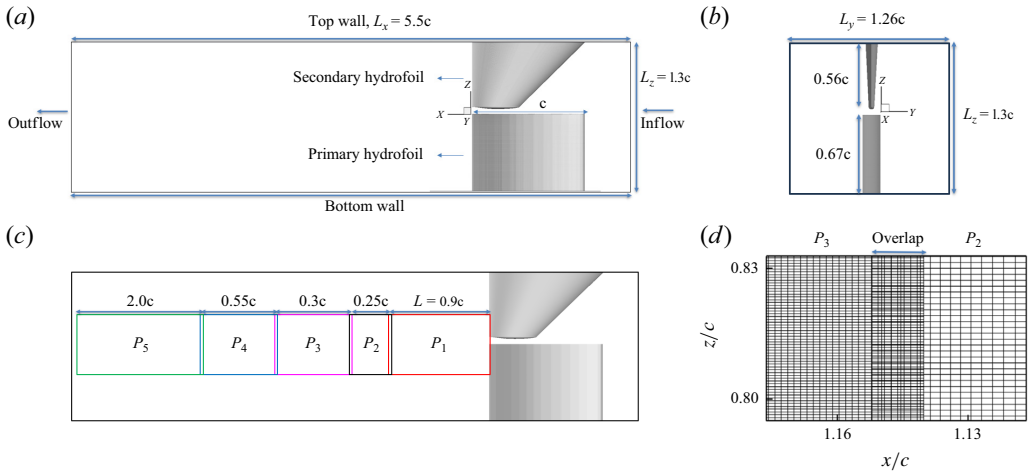 (a)
Top wall, Lx = 5.5c
Secondary hydrofoil
Z
c
X
Y
Lz = 1.3c
Outflow
Inflow
Primary hydrofoil
Bottom wall
(b)
Ly = 1.26c
0.56c
Z
X
Y
Lz = 1.3c
0.67c
(c)
2.0c 0.55c 0.3c 0.25c L = 0.9c
P5 P4 P3 P2 P1
(d)
P3 Overlap P2
0.83
z/c
0.80
1.16 1.13
x/c